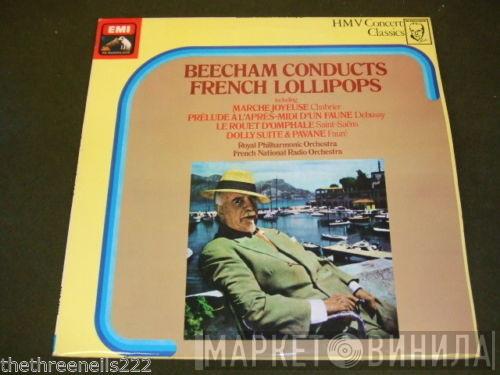 EMI
HMV Concert
Classics
BEECHAM CONDUCTS
FRENCH LOLLIPOPS
including
MARCHE JOYEUSE Chabrier
PRÉLUDE À L'APRÈS-MIDI D'UN FAUNE Debussy
LE ROUET D'OMPHALE Saint-Saëns
DOLLY SUITE & PAVANE Fauré
Royal Philharmonic Orchestra
French National Radio Orchestra
thethreeneils222
МАРКЕТ ВИНИЛА